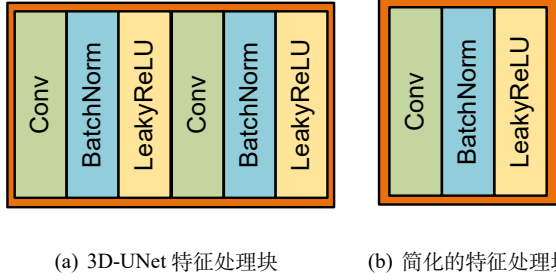 Conv
BatchNorm
LeakyReLU
Conv
BatchNorm
LeakyReLU
Conv
BatchNorm
LeakyReLU
(a) 3D-UNet 特征处理块
(b) 简化的特征处理块